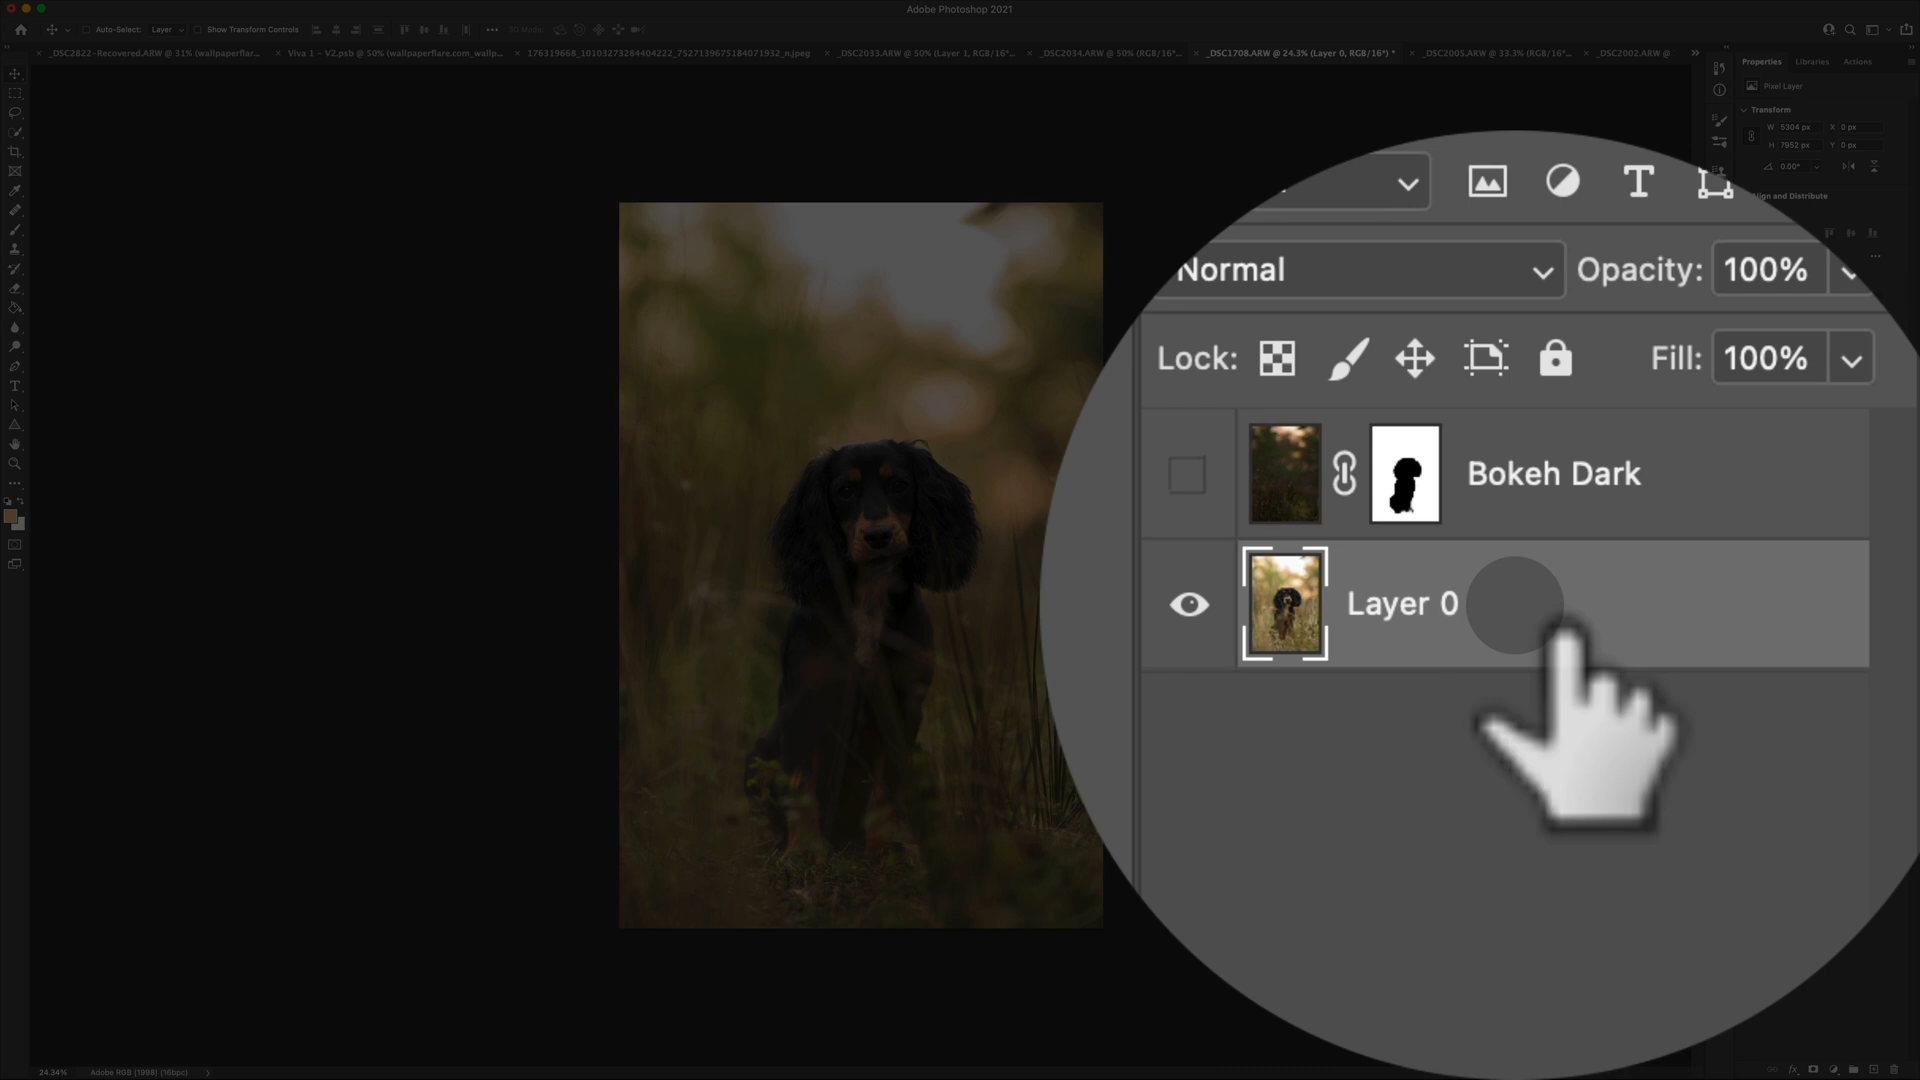 Adobe Photoshop 2021
Auto-Select: Layer Show Transform Controls 3D Mode:
_DSC2822-Recovered.ARW @ 31% (wallpaperflare...
Viva 1 – V2.psb @ 50% (wallpaperflare.com_wallp...
176319668_10103273284404222_7527139675184071932_n.jpeg
_DSC2033.ARW @ 50% (Layer 1, RGB/16*)...
_DSC2034.ARW @ 50% (RGB/16*...
_DSC1708.ARW @ 24.3% (Layer 0, RGB/16*) *
_DSC2005.ARW @ 33.3% (RGB/16*...
_DSC2002.ARW @
Properties Libraries Actions
Pixel Layer
Transform
W 5304 px X 0 px
H 7952 px Y 0 px
0.00°
Align and Distribute
Normal Opacity: 100%
Lock: Fill: 100%
Bokeh Dark
Layer 0
24.34% Adobe RGB (1998) (16bpc)